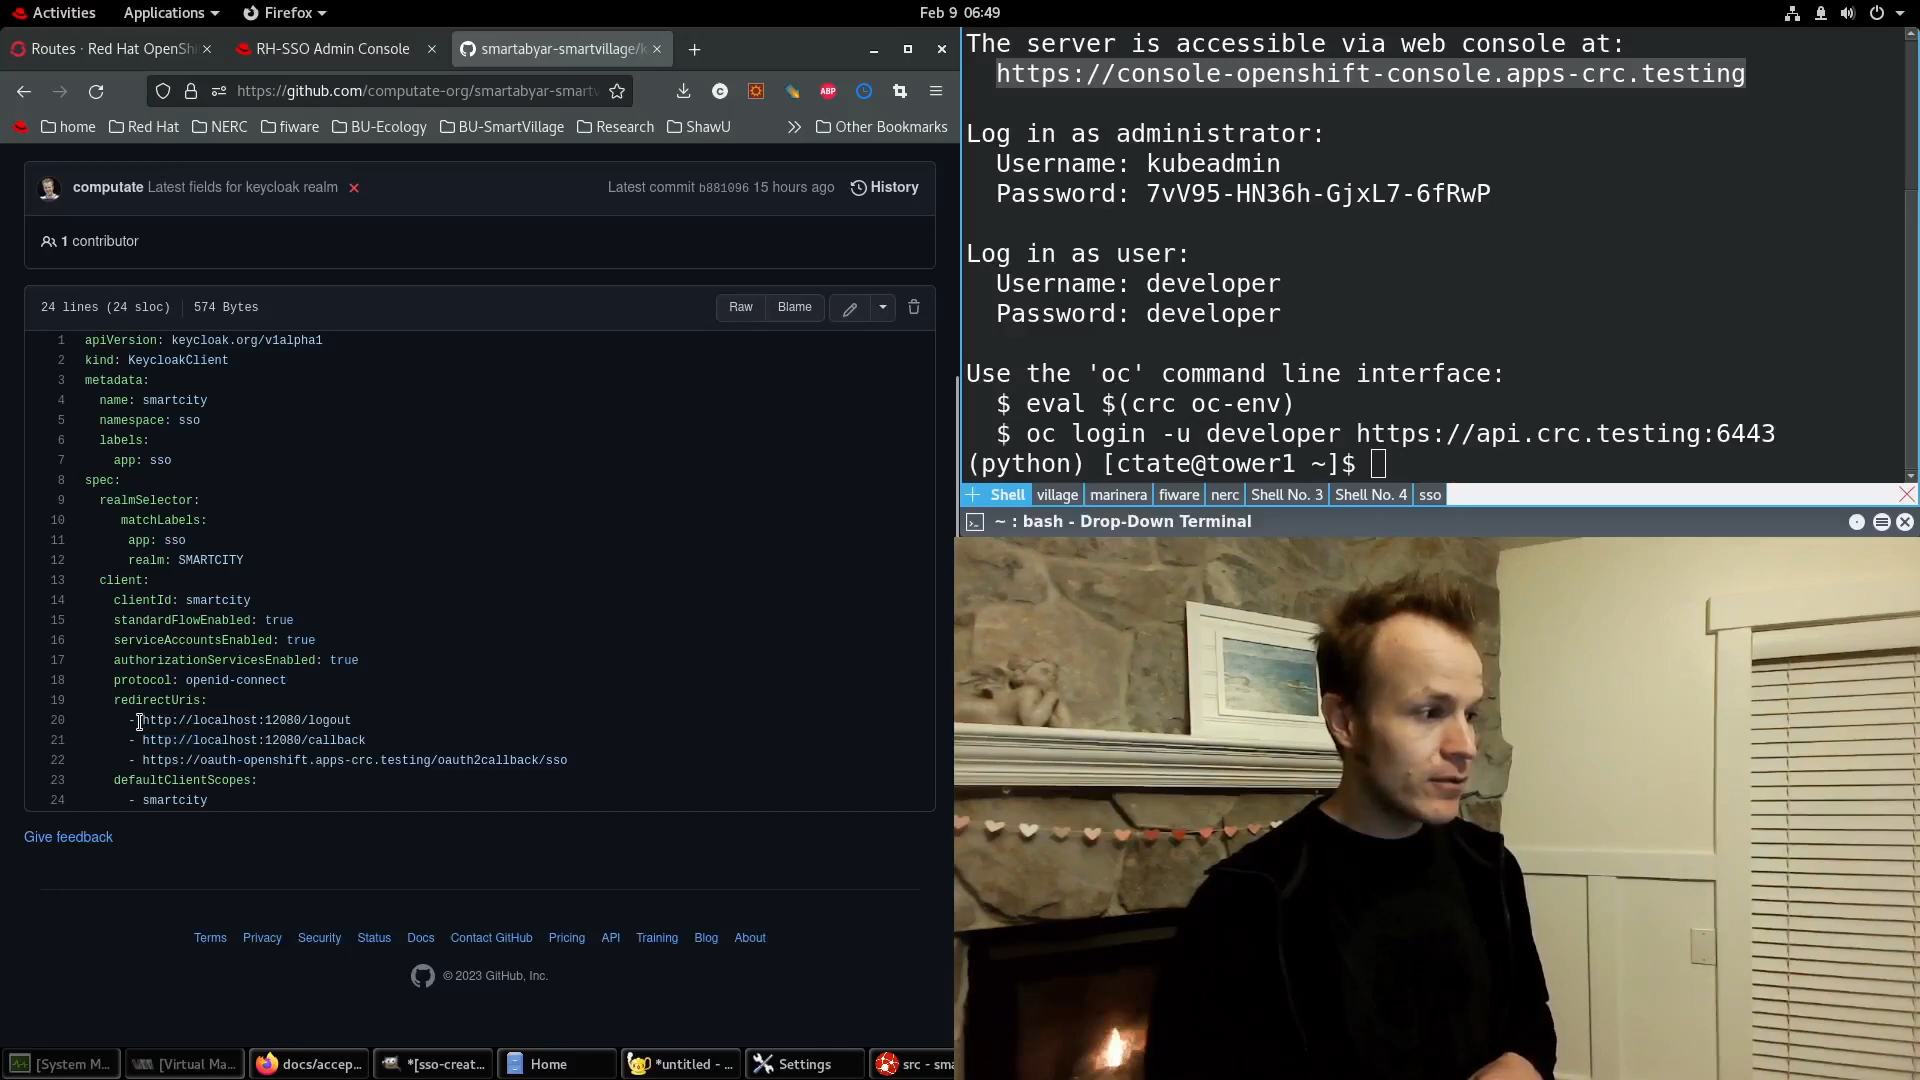 Activities Applications Firefox Feb 9 06:49
Routes · Red Hat OpenShi RH-SSO Admin Console smartabyar-smartvillage/k
https://github.com/computate-org/smartabyar-smartv
home Red Hat NERC fiware BU-Ecology BU-SmartVillage Research ShawU Other Bookmarks
computate Latest fields for keycloak realm Latest commit b881096 15 hours ago History
1 contributor
24 lines (24 sloc) 574 Bytes Raw Blame
1 apiVersion: keycloak.org/v1alpha1
2 kind: KeycloakClient
3 metadata:
4 name: smartcity
5 namespace: sso
6 labels:
7 app: sso
8 spec:
9 realmSelector:
10 matchLabels:
11 app: sso
12 realm: SMARTCITY
13 client:
14 clientId: smartcity
15 standardFlowEnabled: true
16 serviceAccountsEnabled: true
17 authorizationServicesEnabled: true
18 protocol: openid-connect
19 redirectUris:
20 - http://localhost:12080/logout
21 - http://localhost:12080/callback
22 - https://oauth-openshift.apps-crc.testing/oauth2callback/sso
23 defaultClientScopes:
24 - smartcity
Give feedback
Terms Privacy Security Status Docs Contact GitHub Pricing API Training Blog About
© 2023 GitHub, Inc.
[System M... [Virtual Ma... docs/accep... *[sso-creat... Home *untitled - ... Settings src - sma
The server is accessible via web console at:
https://console-openshift-console.apps-crc.testing
Log in as administrator:
Username: kubeadmin
Password: 7vV95-HN36h-GjxL7-6fRwP
Log in as user:
Username: developer
Password: developer
Use the 'oc' command line interface:
$ eval $(crc oc-env)
$ oc login -u developer https://api.crc.testing:6443
(python) [ctate@tower1 ~]$
Shell village marinera fiware nerc Shell No. 3 Shell No. 4 sso
~ : bash - Drop-Down Terminal